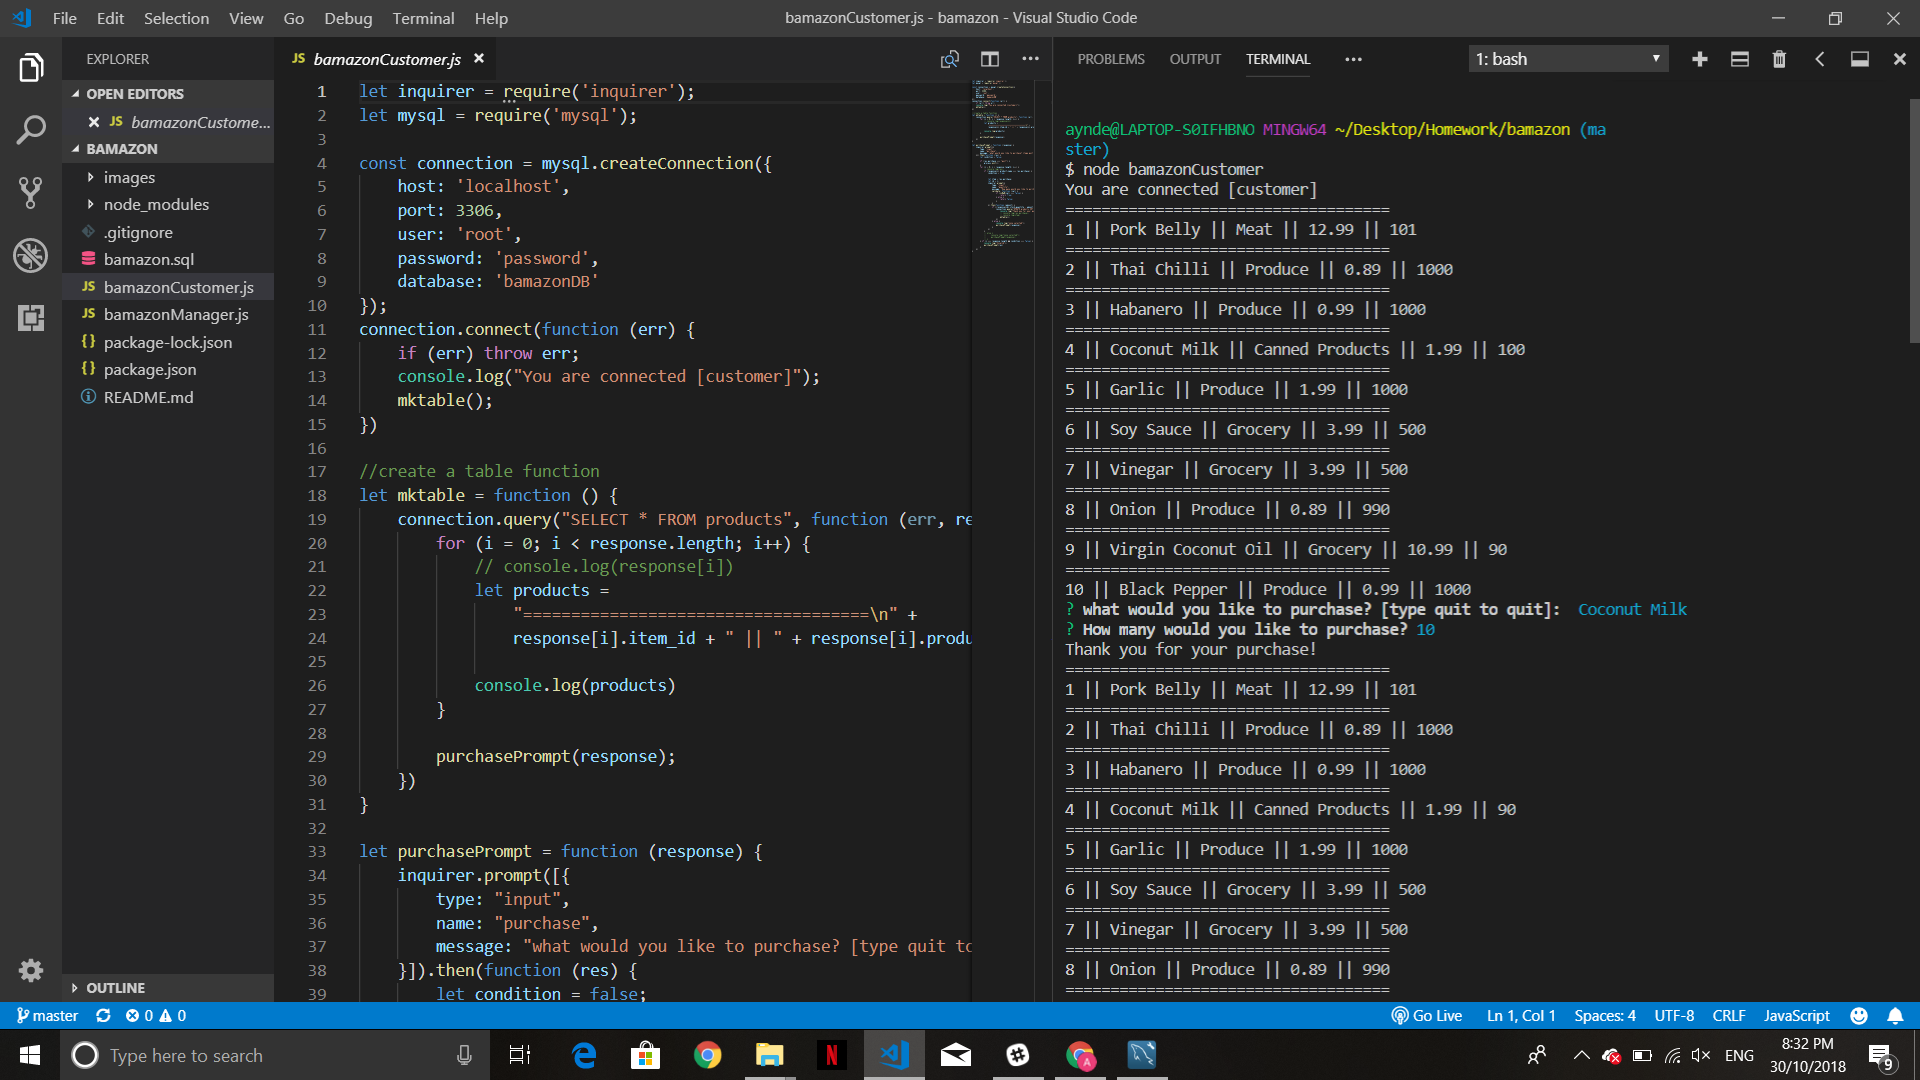 File Edit Selection View Go Debug Terminal Help
bamazonCustomer.js - bamazon - Visual Studio Code
EXPLORER
OPEN EDITORS
JS bamazonCustome...
BAMAZON
images
node_modules
.gitignore
bamazon.sql
JS bamazonCustomer.js
JS bamazonManager.js
{} package-lock.json
{} package.json
README.md
OUTLINE
JS bamazonCustomer.js
1 let inquirer = require('inquirer');
2 let mysql = require('mysql');
3
4 const connection = mysql.createConnection({
5 host: 'localhost',
6 port: 3306,
7 user: 'root',
8 password: 'password',
9 database: 'bamazonDB'
10 });
11 connection.connect(function (err) {
12 if (err) throw err;
13 console.log("You are connected [customer]");
14 mktable();
15 })
16
17 //create a table function
18 let mktable = function () {
19 connection.query("SELECT * FROM products", function (err, re
20 for (i = 0; i < response.length; i++) {
21 // console.log(response[i])
22 let products =
23 "====================================\n" +
24 response[i].item_id + " || " + response[i].produ
25
26 console.log(products)
27 }
28
29 purchasePrompt(response);
30 })
31 }
32
33 let purchasePrompt = function (response) {
34 inquirer.prompt([{
35 type: "input",
36 name: "purchase",
37 message: "what would you like to purchase? [type quit to
38 }]).then(function (res) {
39 let condition = false;
PROBLEMS OUTPUT TERMINAL ••• 1: bash
aynde@LAPTOP-S0IFHBNO MINGW64 ~/Desktop/Homework/bamazon (ma
ster)
$ node bamazonCustomer
You are connected [customer]
====================================
1 || Pork Belly || Meat || 12.99 || 101
====================================
2 || Thai Chilli || Produce || 0.89 || 1000
====================================
3 || Habanero || Produce || 0.99 || 1000
====================================
4 || Coconut Milk || Canned Products || 1.99 || 100
====================================
5 || Garlic || Produce || 1.99 || 1000
====================================
6 || Soy Sauce || Grocery || 3.99 || 500
====================================
7 || Vinegar || Grocery || 3.99 || 500
====================================
8 || Onion || Produce || 0.89 || 990
====================================
9 || Virgin Coconut Oil || Grocery || 10.99 || 90
====================================
10 || Black Pepper || Produce || 0.99 || 1000
? what would you like to purchase? [type quit to quit]: Coconut Milk
? How many would you like to purchase? 10
Thank you for your purchase!
====================================
1 || Pork Belly || Meat || 12.99 || 101
====================================
2 || Thai Chilli || Produce || 0.89 || 1000
====================================
3 || Habanero || Produce || 0.99 || 1000
====================================
4 || Coconut Milk || Canned Products || 1.99 || 90
====================================
5 || Garlic || Produce || 1.99 || 1000
====================================
6 || Soy Sauce || Grocery || 3.99 || 500
====================================
7 || Vinegar || Grocery || 3.99 || 500
====================================
8 || Onion || Produce || 0.89 || 990
====================================
master 0 0
Go Live Ln 1, Col 1 Spaces: 4 UTF-8 CRLF JavaScript
Type here to search
ENG
8:32 PM
30/10/2018
9